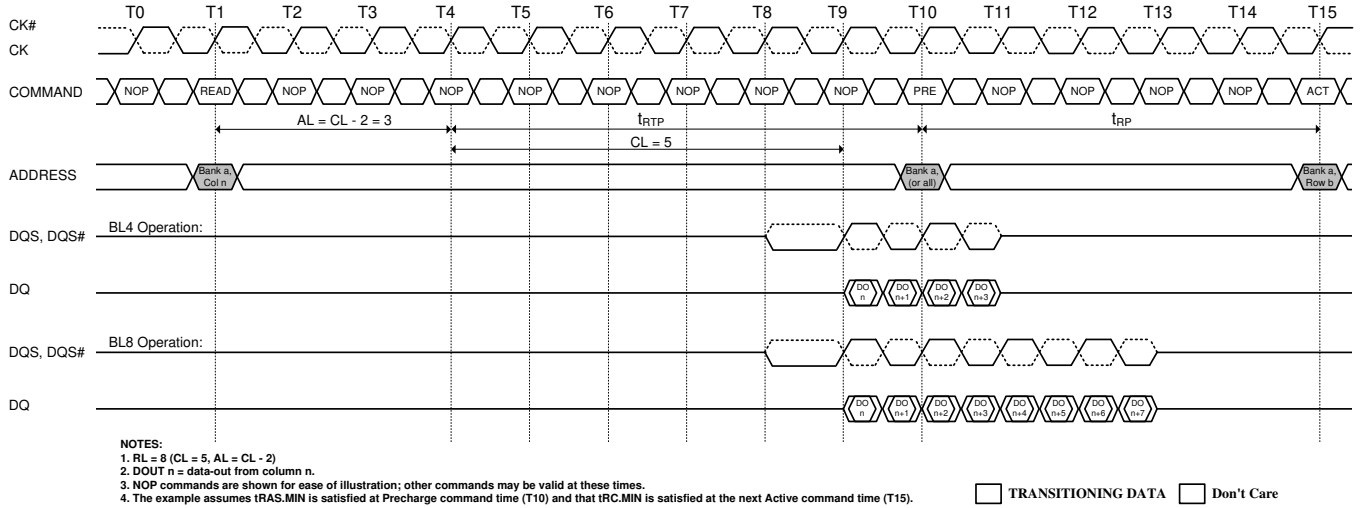 T0 T1 T2 T3 T4 T5 T6 T7 T8 T9 T10 T11 T12 T13 T14 T15
CK#
CK
COMMAND NOP READ NOP NOP NOP NOP NOP NOP NOP NOP PRE NOP NOP NOP NOP ACT
AL = CL - 2 = 3 tRTP tRP
CL = 5
ADDRESS Bank a, Col n Bank a, (or all) Bank a, Row b
BL4 Operation:
DQS, DQS#
DQ DO n DO n+1 DO n+2 DO n+3
BL8 Operation:
DQS, DQS#
DQ DO n DO n+1 DO n+2 DO n+3 DO n+4 DO n+5 DO n+6 DO n+7
NOTES:
1. RL = 8 (CL = 5, AL = CL - 2)
2. DOUT n = data-out from column n.
3. NOP commands are shown for ease of illustration; other commands may be valid at these times.
4. The example assumes tRAS.MIN is satisfied at Precharge command time (T10) and that tRC.MIN is satisfied at the next Active command time (T15).
TRANSITIONING DATA Don't Care